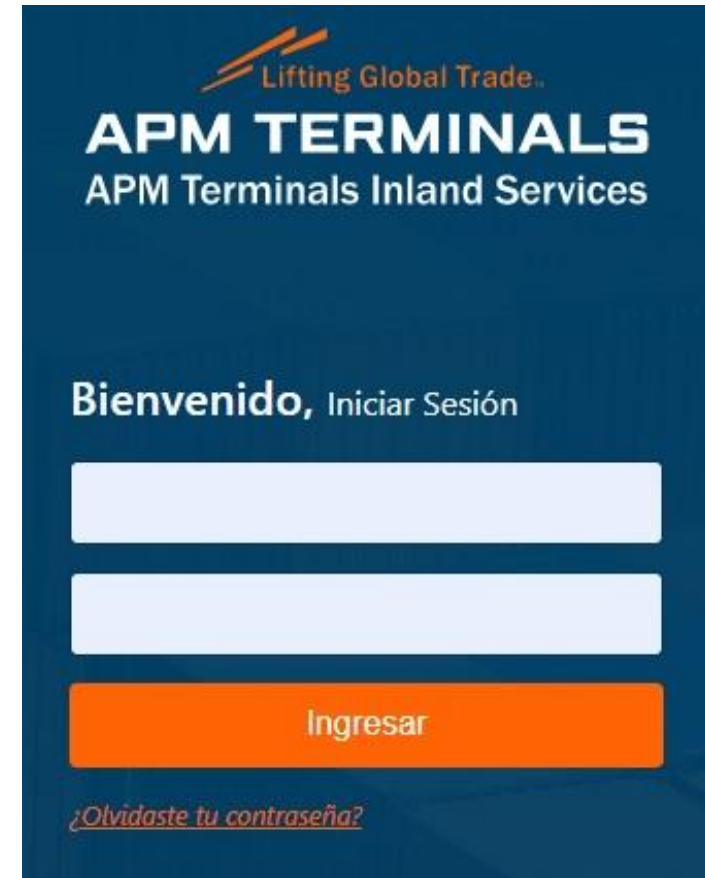 Lifting Global Trade.
APM TERMINALS
APM Terminals Inland Services
Bienvenido, Iniciar Sesión
Ingresar
¿Olvidaste tu contraseña?